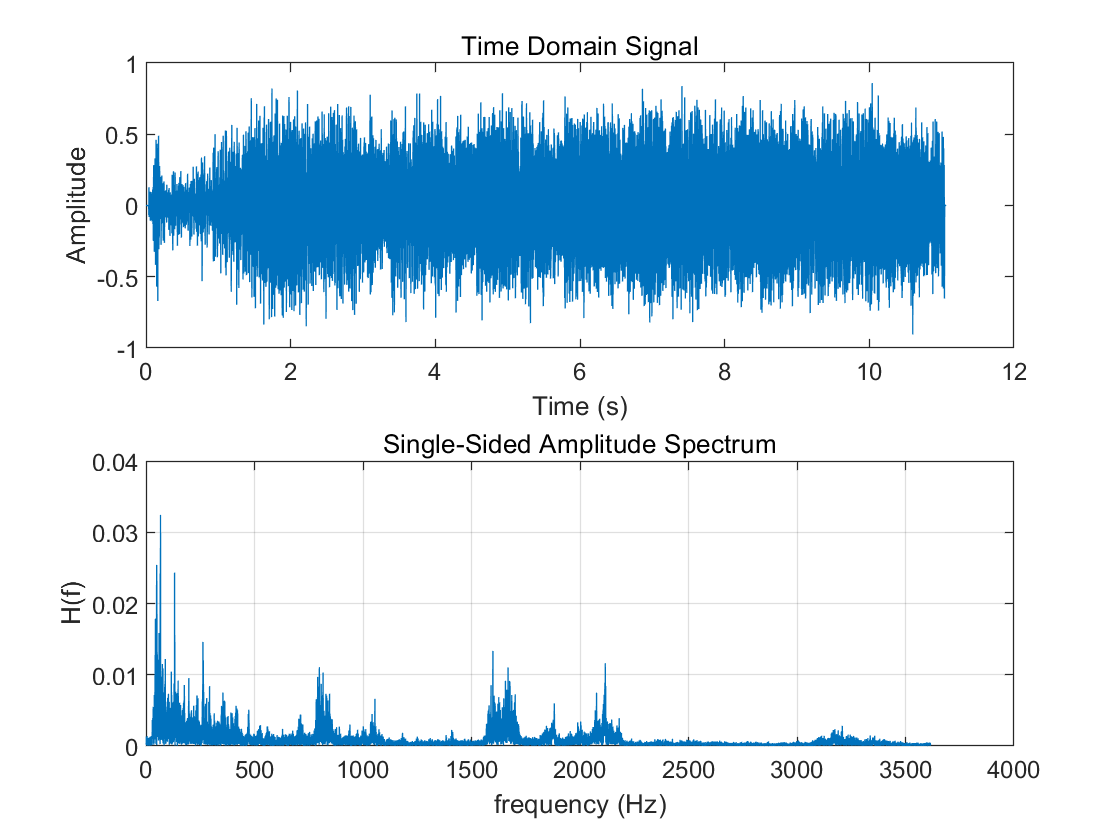 Time Domain Signal
1
0.5
0
-0.5
-1
Amplitude
0 2 4 6 8 10 12
Time (s)
Single-Sided Amplitude Spectrum
0.04
0.03
0.02
0.01
0
H(f)
0 500 1000 1500 2000 2500 3000 3500 4000
frequency (Hz)